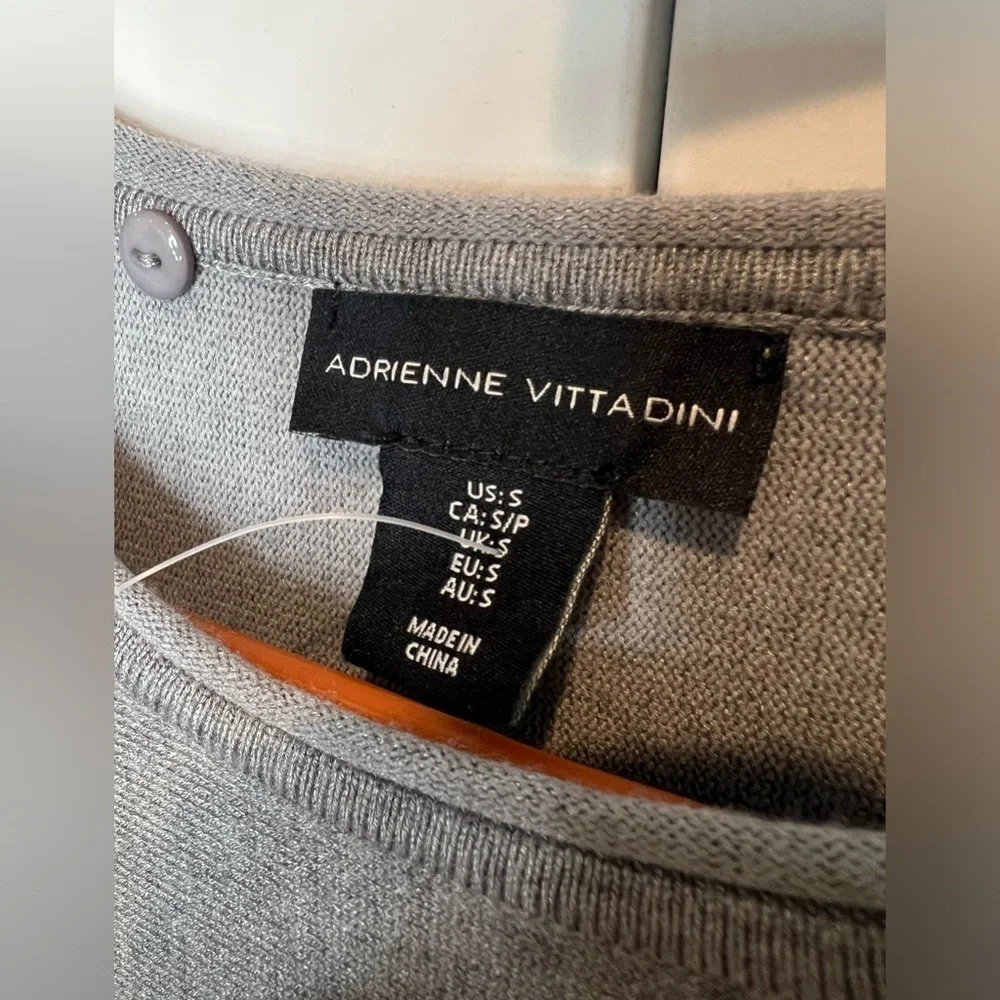 ADRIENNE VITTADINI
US: S
CA: S/P
UK: S
EU: S
AU: S
MADE IN
CHINA